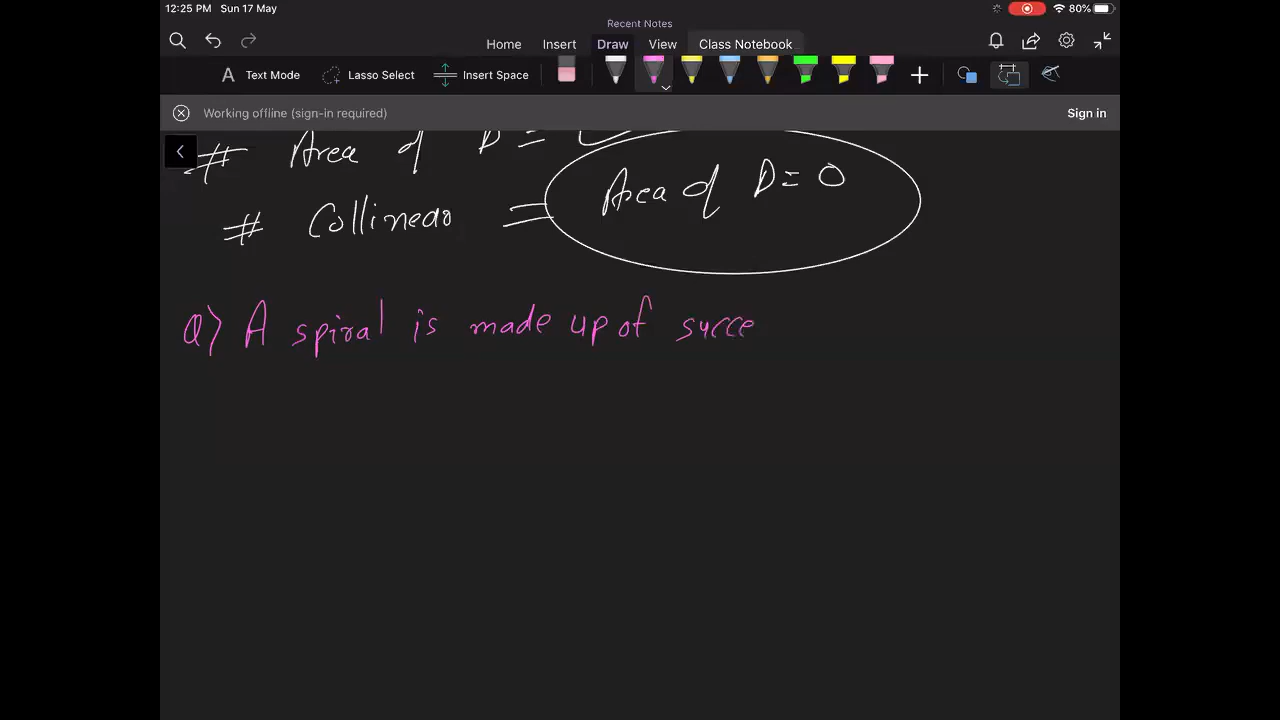 12:25 PM Sun 17 May
80%
Recent Notes
Home Insert Draw View Class Notebook
A Text Mode Lasso Select Insert Space
Working offline (sign-in required) Sign in
# Area of D =
# Collinear = Area of D = 0
Q) A spiral is made up of succe